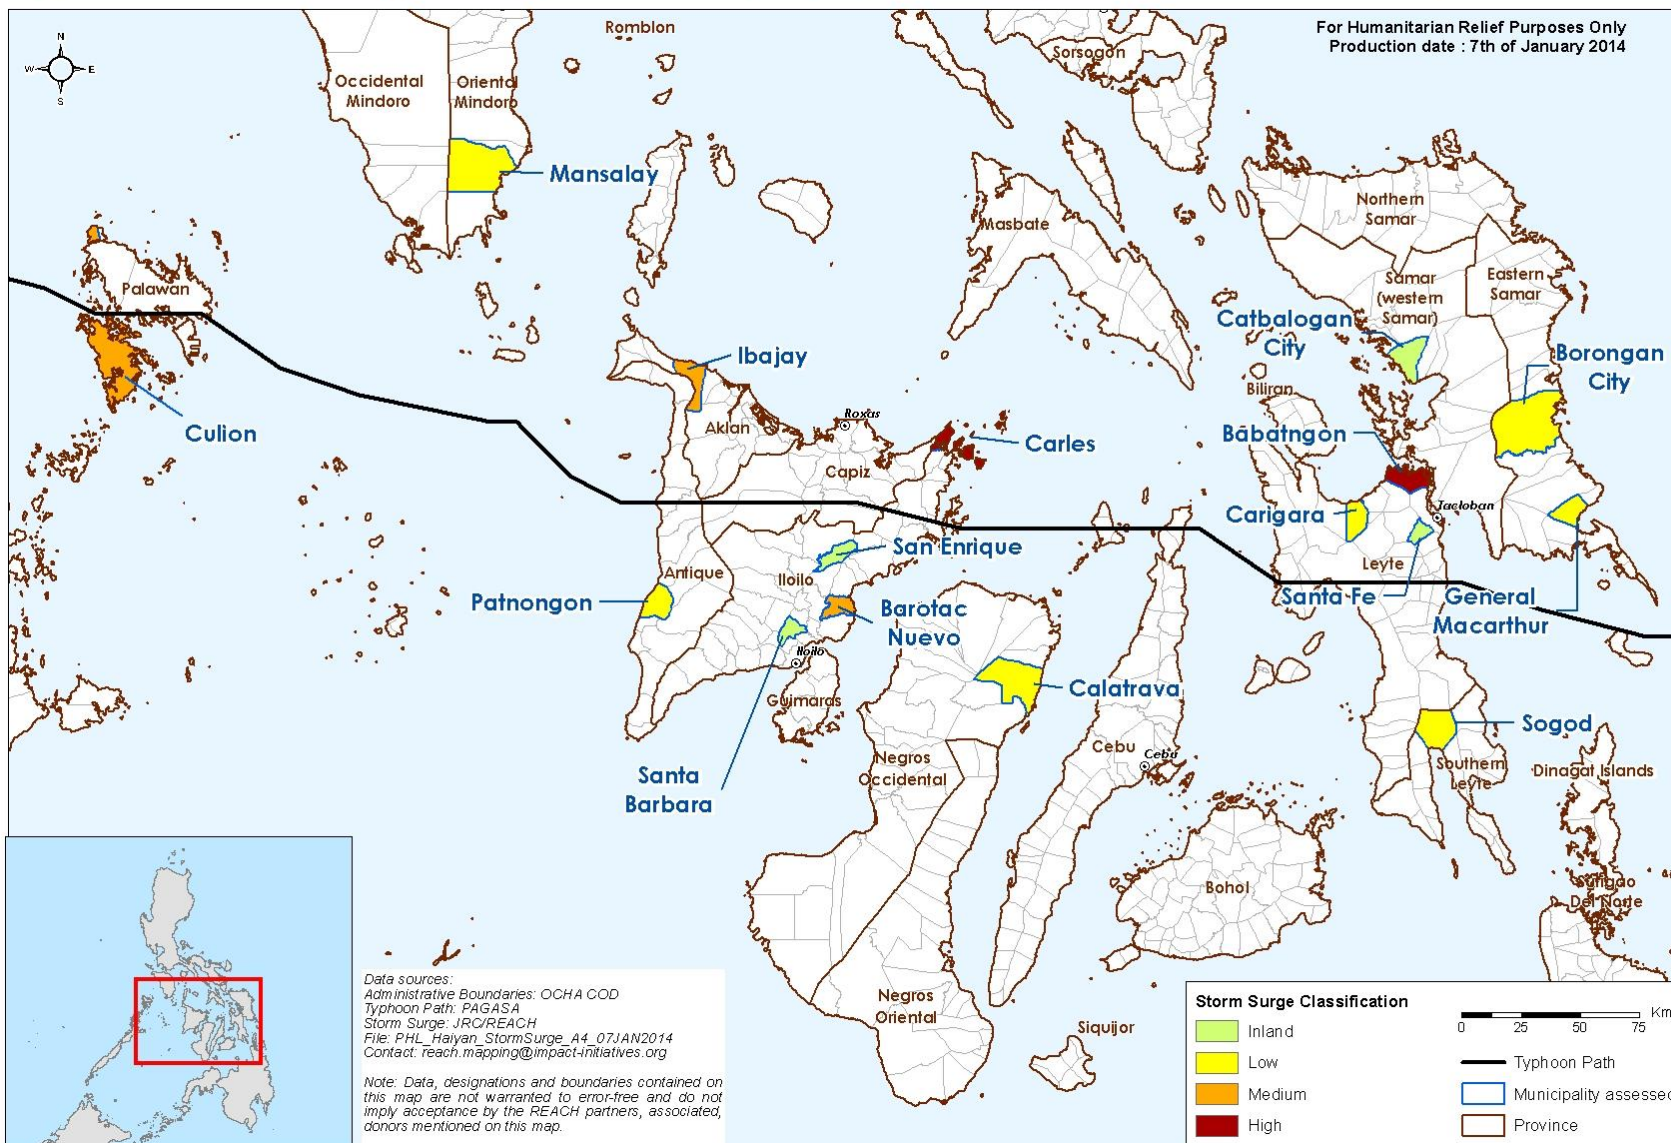 For Humanitarian Relief Purposes Only
Production date : 7th of January 2014
N
W
E
S
Romblon
Sorsogon
Occidental
Mindoro
Oriental
Mindoro
Mansalay
Masbate
Northern
Samar
Palawan
Samar
(western
Samar)
Eastern
Samar
Catbalogan
City
Borongan
City
Ibajay
Culion
Biliran
Aklan
Roxas
Carles
Babatngon
Capiz
Carigara
Tacloban
San Enrique
Leyte
Antique
Iloilo
Patnongon
Barotac
Nuevo
Santa Fe
General
Macarthur
Iloilo
Calatrava
Guimaras
Sogod
Cebu
Cebu
Negros
Occidental
Santa
Barbara
Southern
Leyte
Dinagat Islands
Bohol
Surigao
Del Norte
Negros
Oriental
Siquijor
Data sources:
Administrative Boundaries: OCHA COD
Typhoon Path: PAGASA
Storm Surge: JRC/REACH
File: PHL_Haiyan_StormSurge_A4_07JAN2014
Contact: reach.mapping@impact-initiatives.org
Note: Data, designations and boundaries contained on
this map are not warranted to error-free and do not
imply acceptance by the REACH partners, associated,
donors mentioned on this map.
Storm Surge Classification
Inland
Low
Medium
High
Km
0 25 50 75
Typhoon Path
Municipality assessed
Province